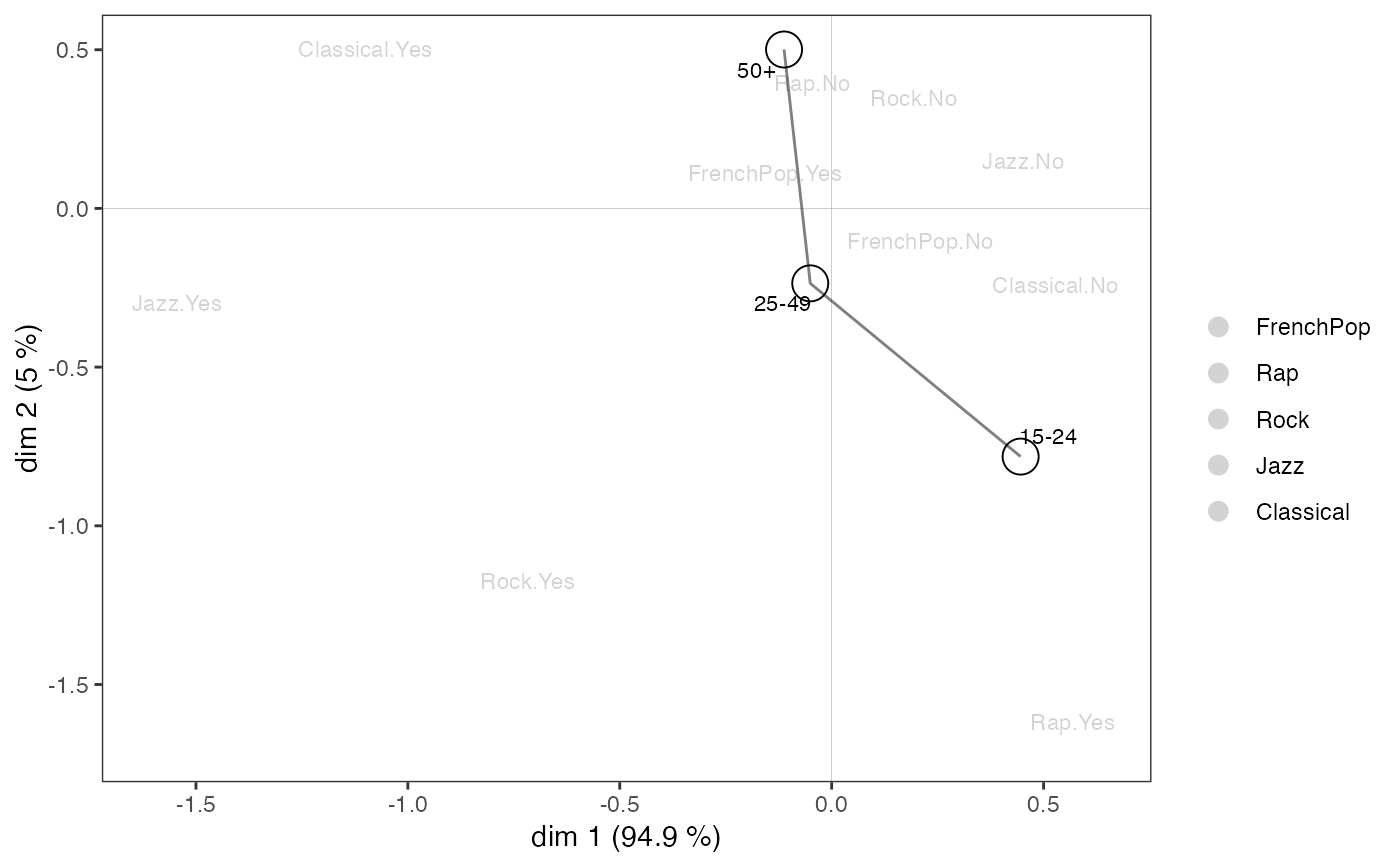 0.5
Classical.Yes
50+
Rap.No
Rock.No
Jazz.No
FrenchPop.Yes
0.0
FrenchPop.No
Classical.No
Jazz.Yes
25-49
FrenchPop
Rap
-0.5
Rock
15-24
Jazz
Classical
-1.0
Rock.Yes
-1.5
Rap.Yes
dim 2 (5 %)
-1.5
-1.0
-0.5
0.0
0.5
dim 1 (94.9 %)